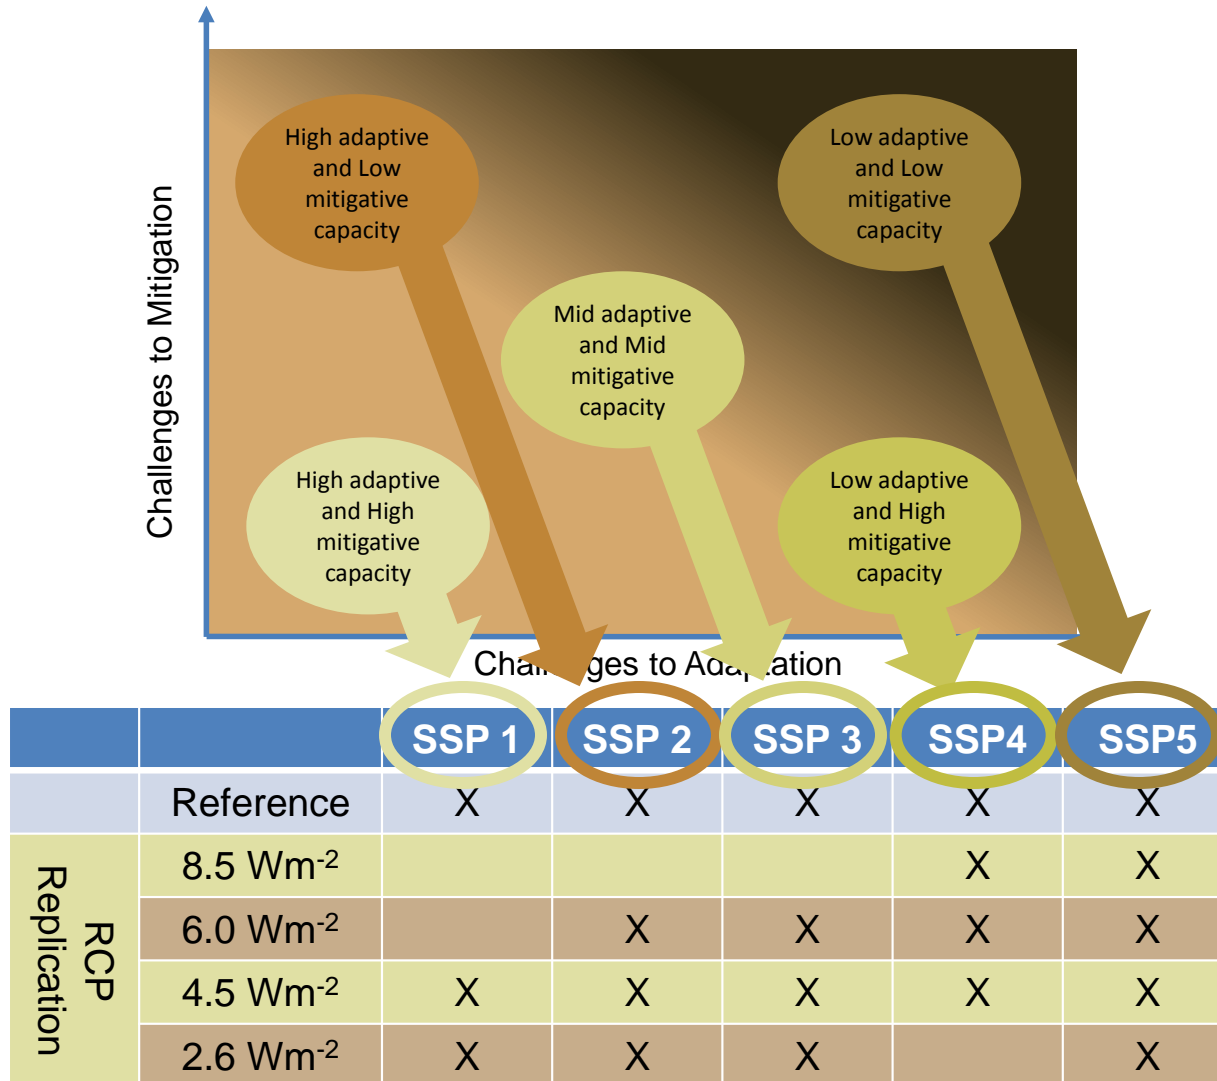 Challenges to Mitigation
High adaptive
and Low
mitigative
capacity
Low adaptive
and Low
mitigative
capacity
Mid adaptive
and Mid
mitigative
capacity
High adaptive
and High
mitigative
capacity
Low adaptive
and High
mitigative
capacity
Challenges to Adaptation
SSP 1 SSP 2 SSP 3 SSP4 SSP5
Reference X X X X X
RCP
Replication
8.5 Wm-2 X X
6.0 Wm-2 X X X X
4.5 Wm-2 X X X X X
2.6 Wm-2 X X X X